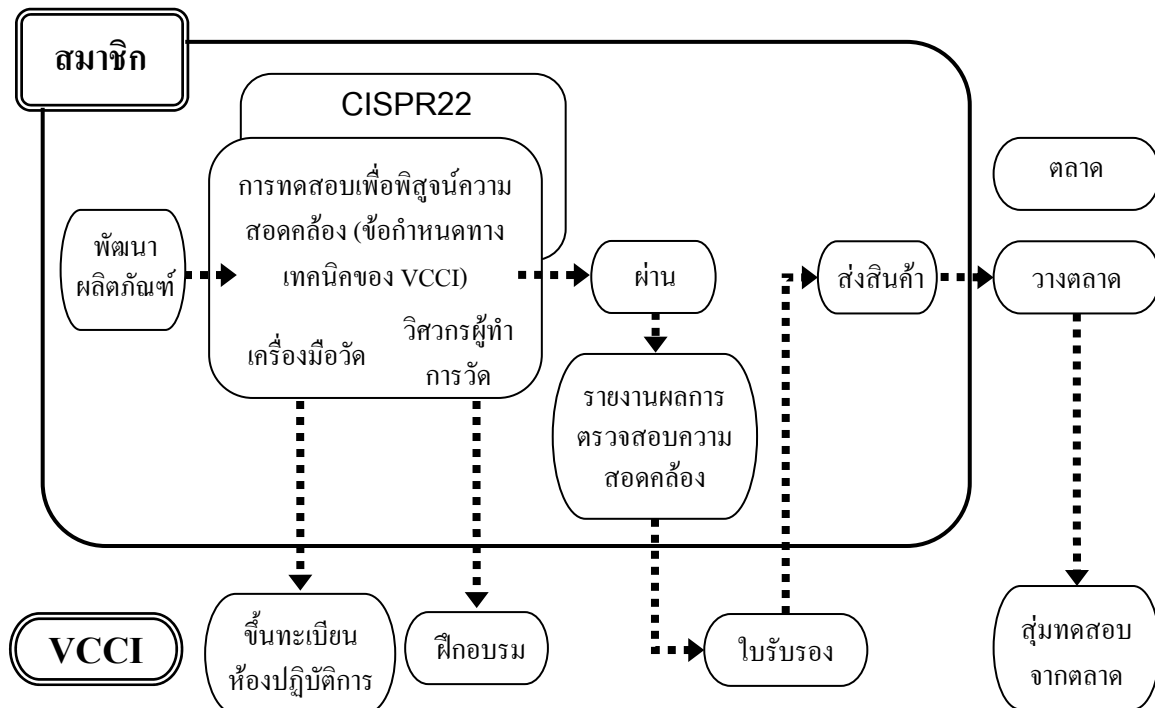 สมาชิก
CISPR22
การทดสอบเพื่อพิสูจน์ความ
สอดคล้อง (ข้อกำหนดทาง
เทคนิคของ VCCI)
เครื่องมือวัด
วิศวกรผู้ทำ
การวัด
พัฒนา
ผลิตภัณฑ์
ผ่าน
รายงานผลการ
ตรวจสอบความ
สอดคล้อง
ส่งสินค้า
ตลาด
วางตลาด
VCCI
ขึ้นทะเบียน
ห้องปฏิบัติการ
ฝึกอบรม
ใบรับรอง
สุ่มทดสอบ
จากตลาด